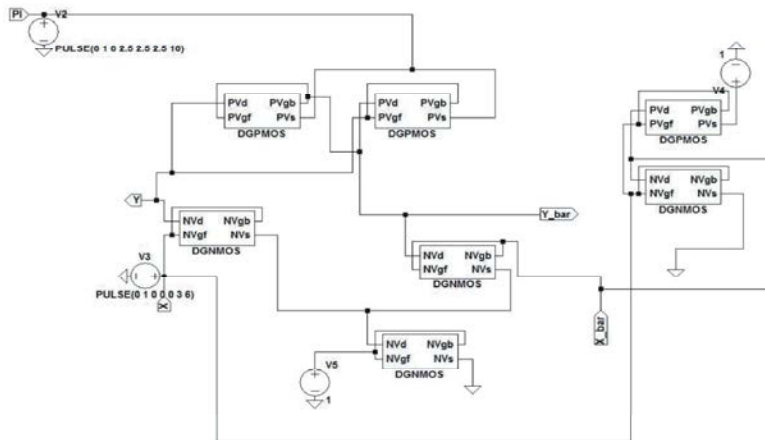 PI
V2
PULSE(0 1 0 2.5 2.5 2.5 10)
1
V4
PVd PVgb
PVgf PVs
DGPMOS
PVd PVgb
PVgf PVs
DGPMOS
PVd PVgb
PVgf PVs
DGPMOS
NVd NVgb
NVgf NVs
DGNMOS
Y
NVd NVgb
NVgf NVs
DGNMOS
Y_bar
V3
PULSE(0 1 0 0 0 3 6)
X
NVd NVgb
NVgf NVs
DGNMOS
X_bar
NVd NVgb
NVgf NVs
DGNMOS
V5
1